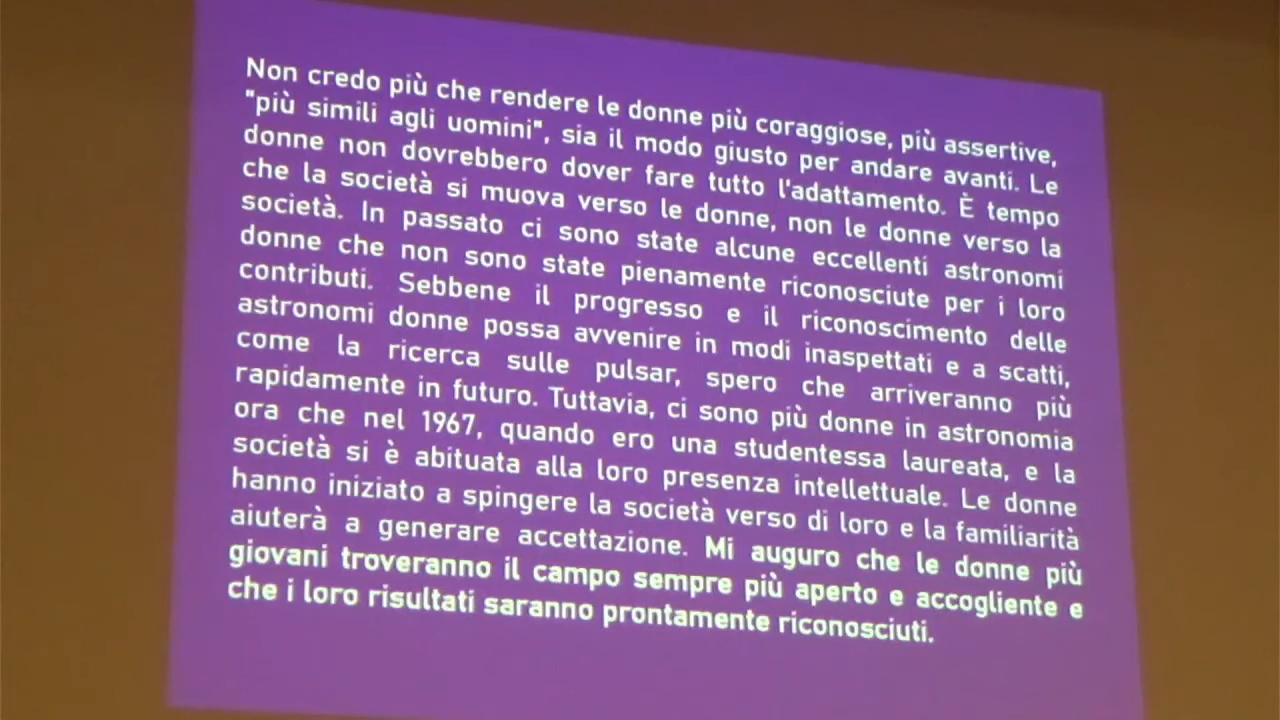 Non credo più che rendere le donne più coraggiose, più assertive,
"più simili agli uomini", sia il modo giusto per andare avanti. Le
donne non dovrebbero dover fare tutto l'adattamento. È tempo
che la società si muova verso le donne, non le donne verso la
società. In passato ci sono state alcune eccellenti astronomi
donne che non sono state pienamente riconosciute per i loro
contributi. Sebbene il progresso e il riconoscimento delle
astronomi donne possa avvenire in modi inaspettati e a scatti,
come la ricerca sulle pulsar, spero che arriveranno più
rapidamente in futuro. Tuttavia, ci sono più donne in astronomia
ora che nel 1967, quando ero una studentessa laureata, e la
società si è abituata alla loro presenza intellettuale. Le donne
hanno iniziato a spingere la società verso di loro e la familiarità
aiuterà a generare accettazione. Mi auguro che le donne più
giovani troveranno il campo sempre più aperto e accogliente e
che i loro risultati saranno prontamente riconosciuti.